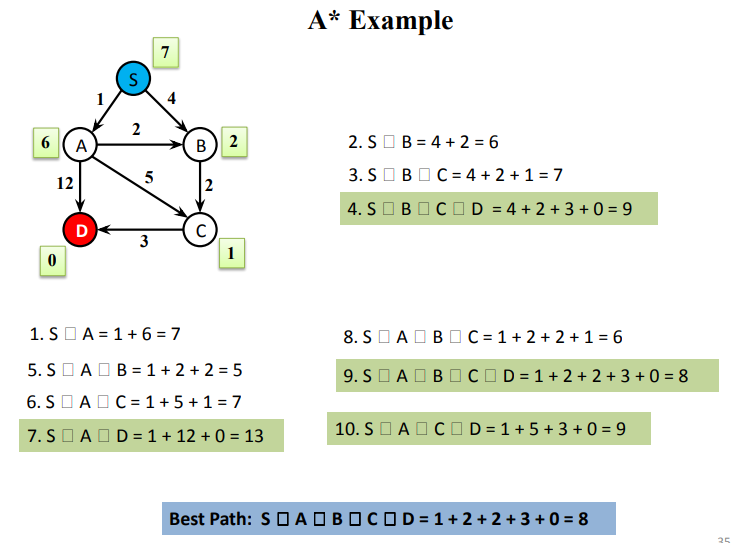 A* Example
7
S
1
4
6
A
2
B
2
12
5
2
D
3
C
0
1
2. S □ B = 4 + 2 = 6
3. S □ B □ C = 4 + 2 + 1 = 7
4. S □ B □ C □ D = 4 + 2 + 3 + 0 = 9
1. S □ A = 1 + 6 = 7
5. S □ A □ B = 1 + 2 + 2 = 5
6. S □ A □ C = 1 + 5 + 1 = 7
7. S □ A □ D = 1 + 12 + 0 = 13
8. S □ A □ B □ C = 1 + 2 + 2 + 1 = 6
9. S □ A □ B □ C □ D = 1 + 2 + 2 + 3 + 0 = 8
10. S □ A □ C □ D = 1 + 5 + 3 + 0 = 9
Best Path: S □ A □ B □ C □ D = 1 + 2 + 2 + 3 + 0 = 8
35